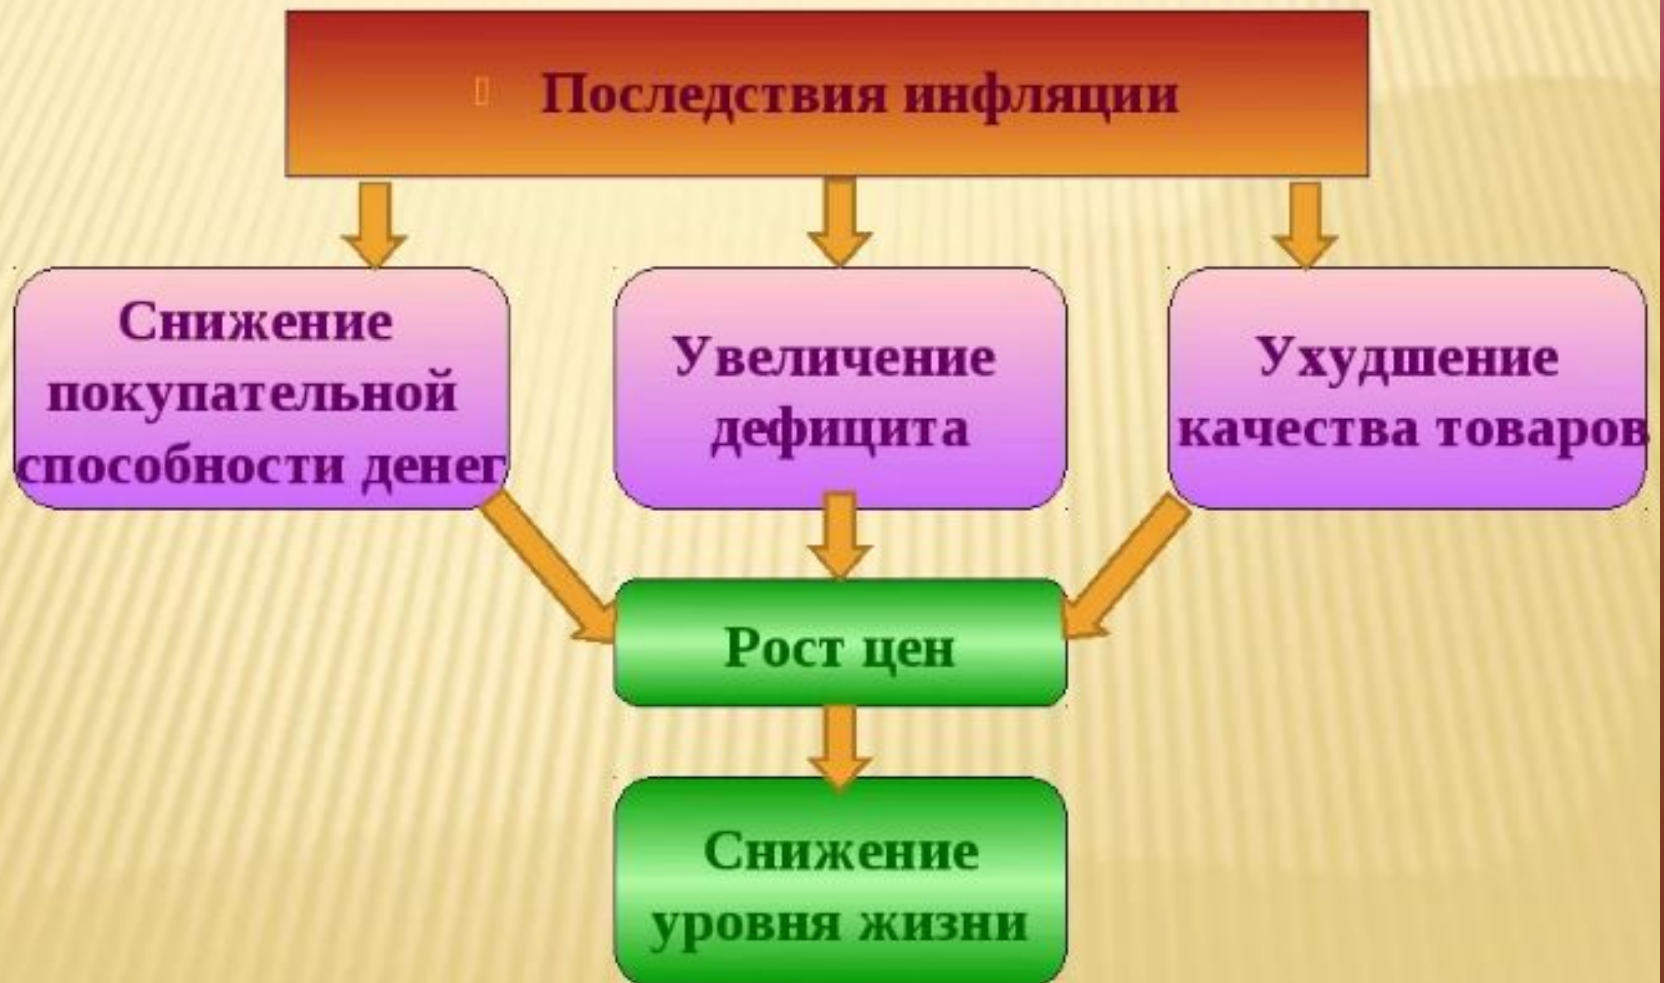 Последствия инфляции
Снижение
покупательной
способности денег
Увеличение
дефицита
Ухудшение
качества товаров
Рост цен
Снижение
уровня жизни